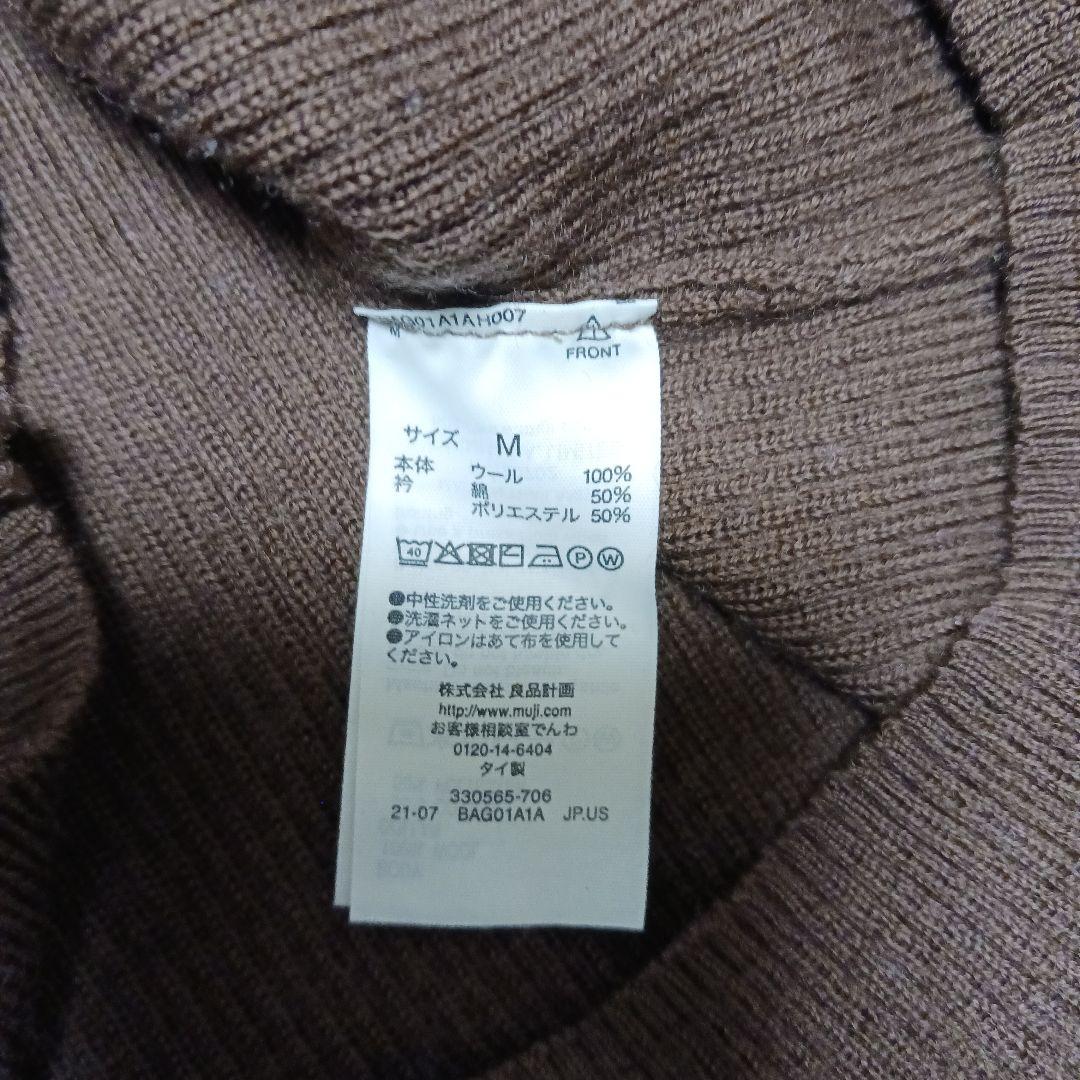 AG01A1AH007
FRONT
サイズ M
本体 ウール 100%
衿 綿 50%
ポリエステル 50%
40 P W
●中性洗剤をご使用ください。
●洗濯ネットをご使用ください。
●アイロンはあて布を使用して
ください。
株式会社 良品計画
http://www.muji.com
お客様相談室でんわ
0120-14-6404
タイ製
330565-706
21-07 BAG01A1A JP.US